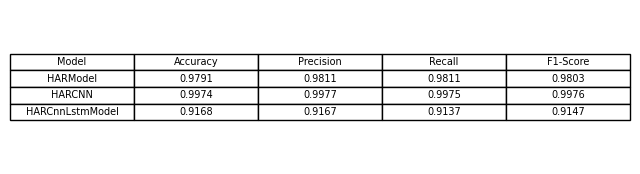 Model Accuracy Precision Recall F1-Score
HARModel 0.9791 0.9811 0.9811 0.9803
HARCNN 0.9974 0.9977 0.9975 0.9976
HARCnnLstmModel 0.9168 0.9167 0.9137 0.9147